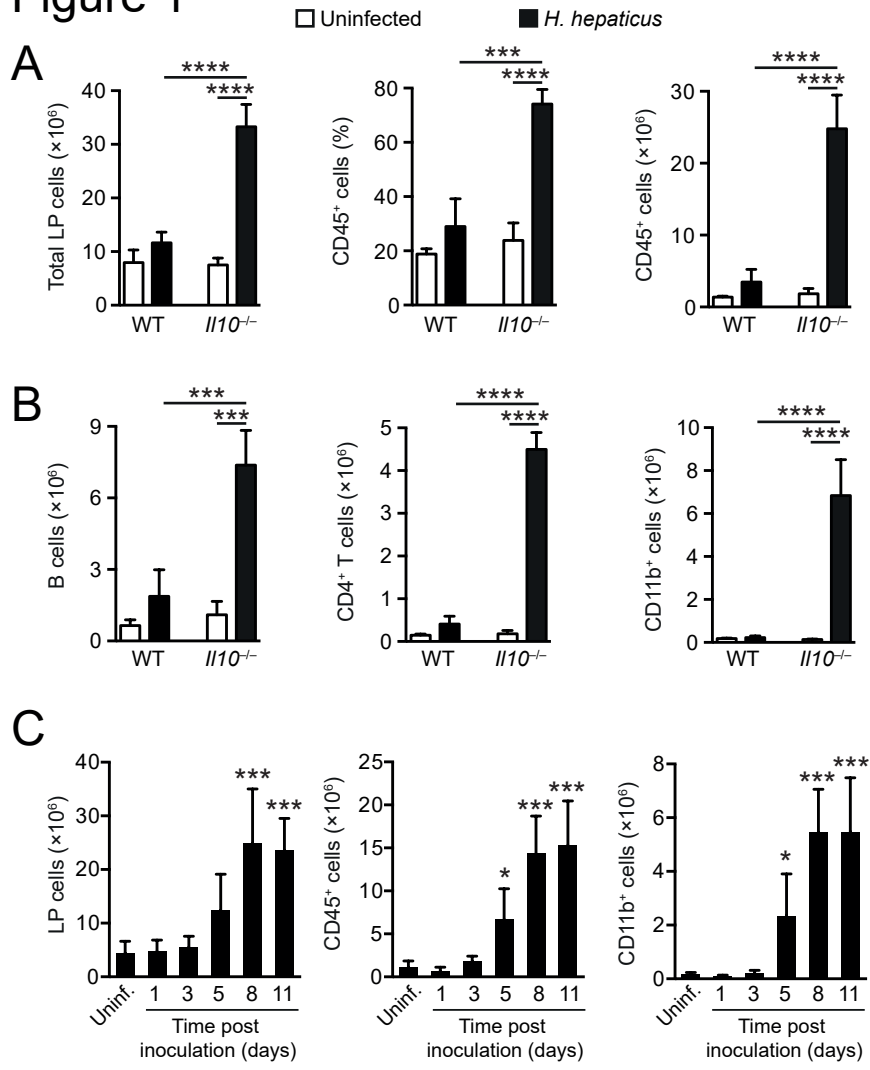 Figure 1
Uninfected H. hepaticus
A
**** **** *** **** **** ****
Total LP cells (×10⁶)
40
30
20
10
0
WT Il10⁻/⁻
CD45⁺ cells (%)
80
60
40
20
0
WT Il10⁻/⁻
CD45⁺ cells (×10⁶)
30
20
10
0
WT Il10⁻/⁻
B
*** *** **** **** **** ****
B cells (×10⁶)
9
6
3
0
WT Il10⁻/⁻
CD4⁺ T cells (×10⁶)
5
4
3
2
1
0
WT Il10⁻/⁻
CD11b⁺ cells (×10⁶)
10
8
6
4
2
0
WT Il10⁻/⁻
C
LP cells (×10⁶)
40
30
20
10
0
*** ***
Uninf. 1 3 5 8 11
Time post
inoculation (days)
CD45⁺ cells (×10⁶)
25
20
15
10
5
0
* *** ***
Uninf. 1 3 5 8 11
Time post
inoculation (days)
CD11b⁺ cells (×10⁶)
8
6
4
2
0
* *** ***
Uninf. 1 3 5 8 11
Time post
inoculation (days)